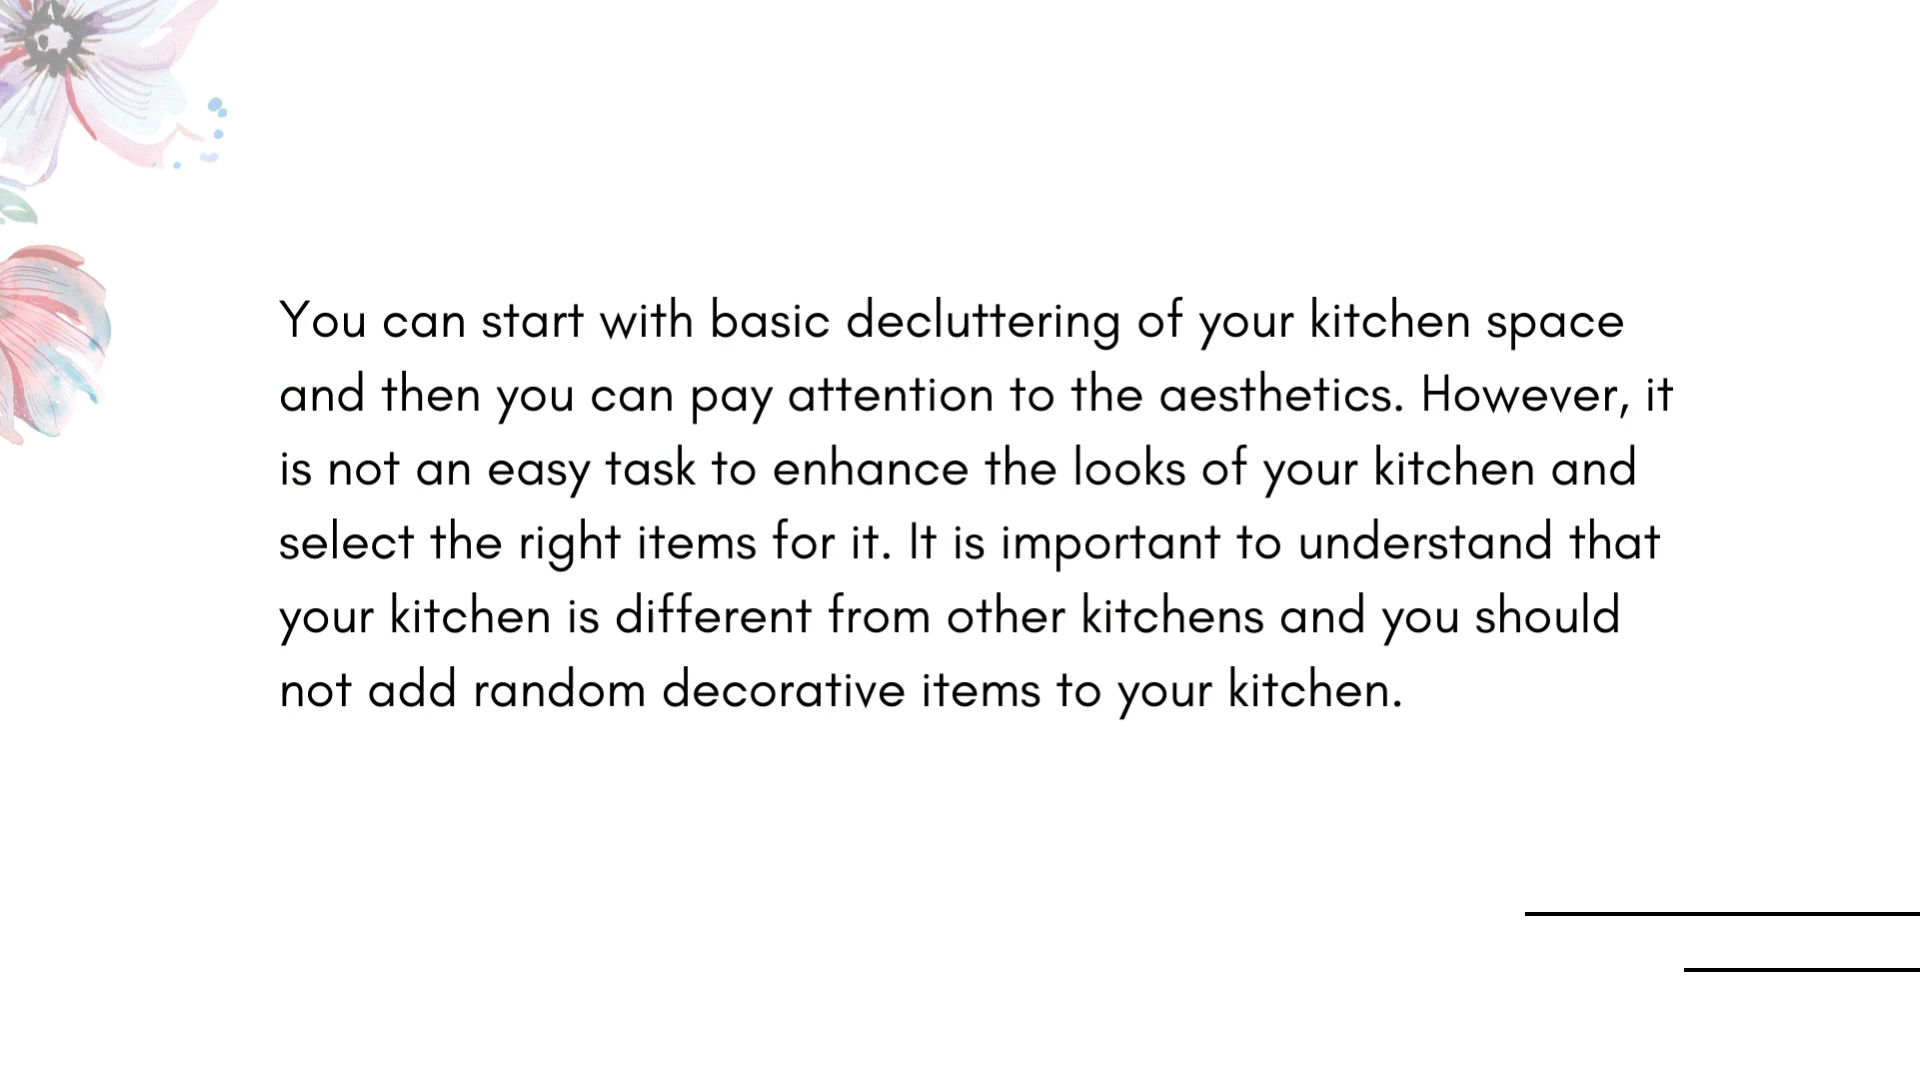 You can start with basic decluttering of your kitchen space
and then you can pay attention to the aesthetics. However, it
is not an easy task to enhance the looks of your kitchen and
select the right items for it. It is important to understand that
your kitchen is different from other kitchens and you should
not add random decorative items to your kitchen.